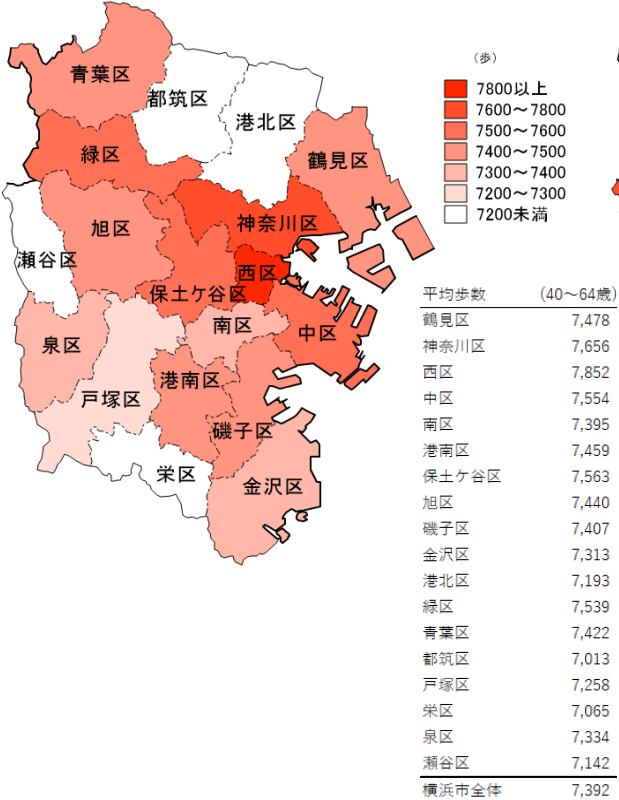 青葉区
都筑区
港北区
緑区
鶴見区
旭区
神奈川区
瀬谷区
西区
保土ケ谷区
南区
中区
泉区
港南区
戸塚区
磯子区
栄区
金沢区
（歩）
7800以上
7600～7800
7500～7600
7400～7500
7300～7400
7200～7300
7200未満
平均歩数 (40～64歳)
鶴見区 7,478
神奈川区 7,656
西区 7,852
中区 7,554
南区 7,395
港南区 7,459
保土ケ谷区 7,563
旭区 7,440
磯子区 7,407
金沢区 7,313
港北区 7,193
緑区 7,539
青葉区 7,422
都筑区 7,013
戸塚区 7,258
栄区 7,065
泉区 7,334
瀬谷区 7,142
横浜市全体 7,392